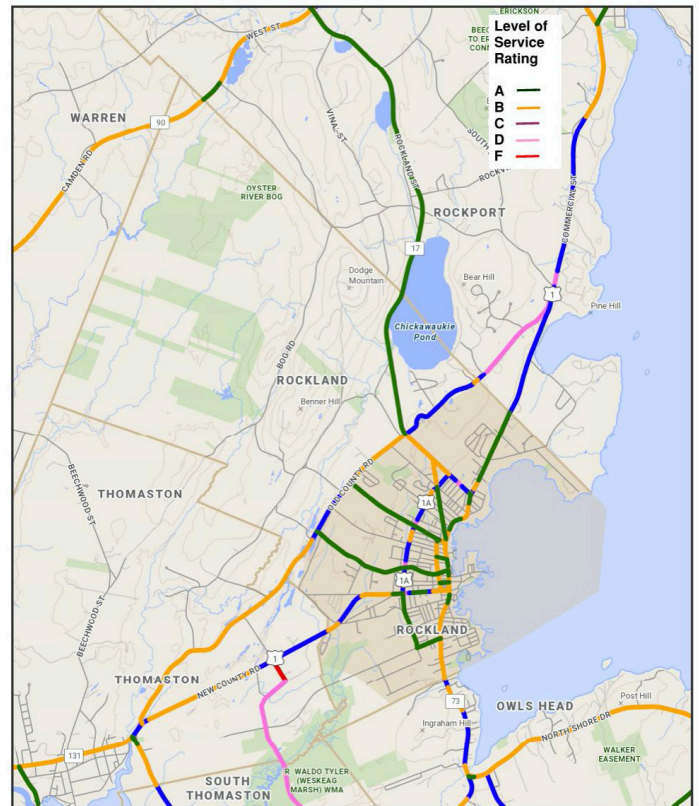 ERICKSON
Level of
Service
Rating
A
B
C
D
F
WEST ST
WARREN
90
CAMDEN RD
VINAL ST
ROCKLAND ST
OYSTER
RIVER BOG
ROCKPORT
COMMERCIAL ST
17
Dodge
Mountain
Bear Hill
1
Pine Hill
Chickawaukie
Pond
BOG RD
ROCKLAND
Benner Hill
OLD COUNTY RD
BEECHWOOD ST
THOMASTON
1A
1A
BEECHWOOD ST
ROCKLAND
1
THOMASTON
NEW COUNTY RD
73
OWLS HEAD
Post Hill
Ingraham Hill
NORTH SHORE DR
131
WALKER
EASEMENT
SOUTH
THOMASTON
R. WALDO TYLER
(WESKEAG
MARSH) WMA